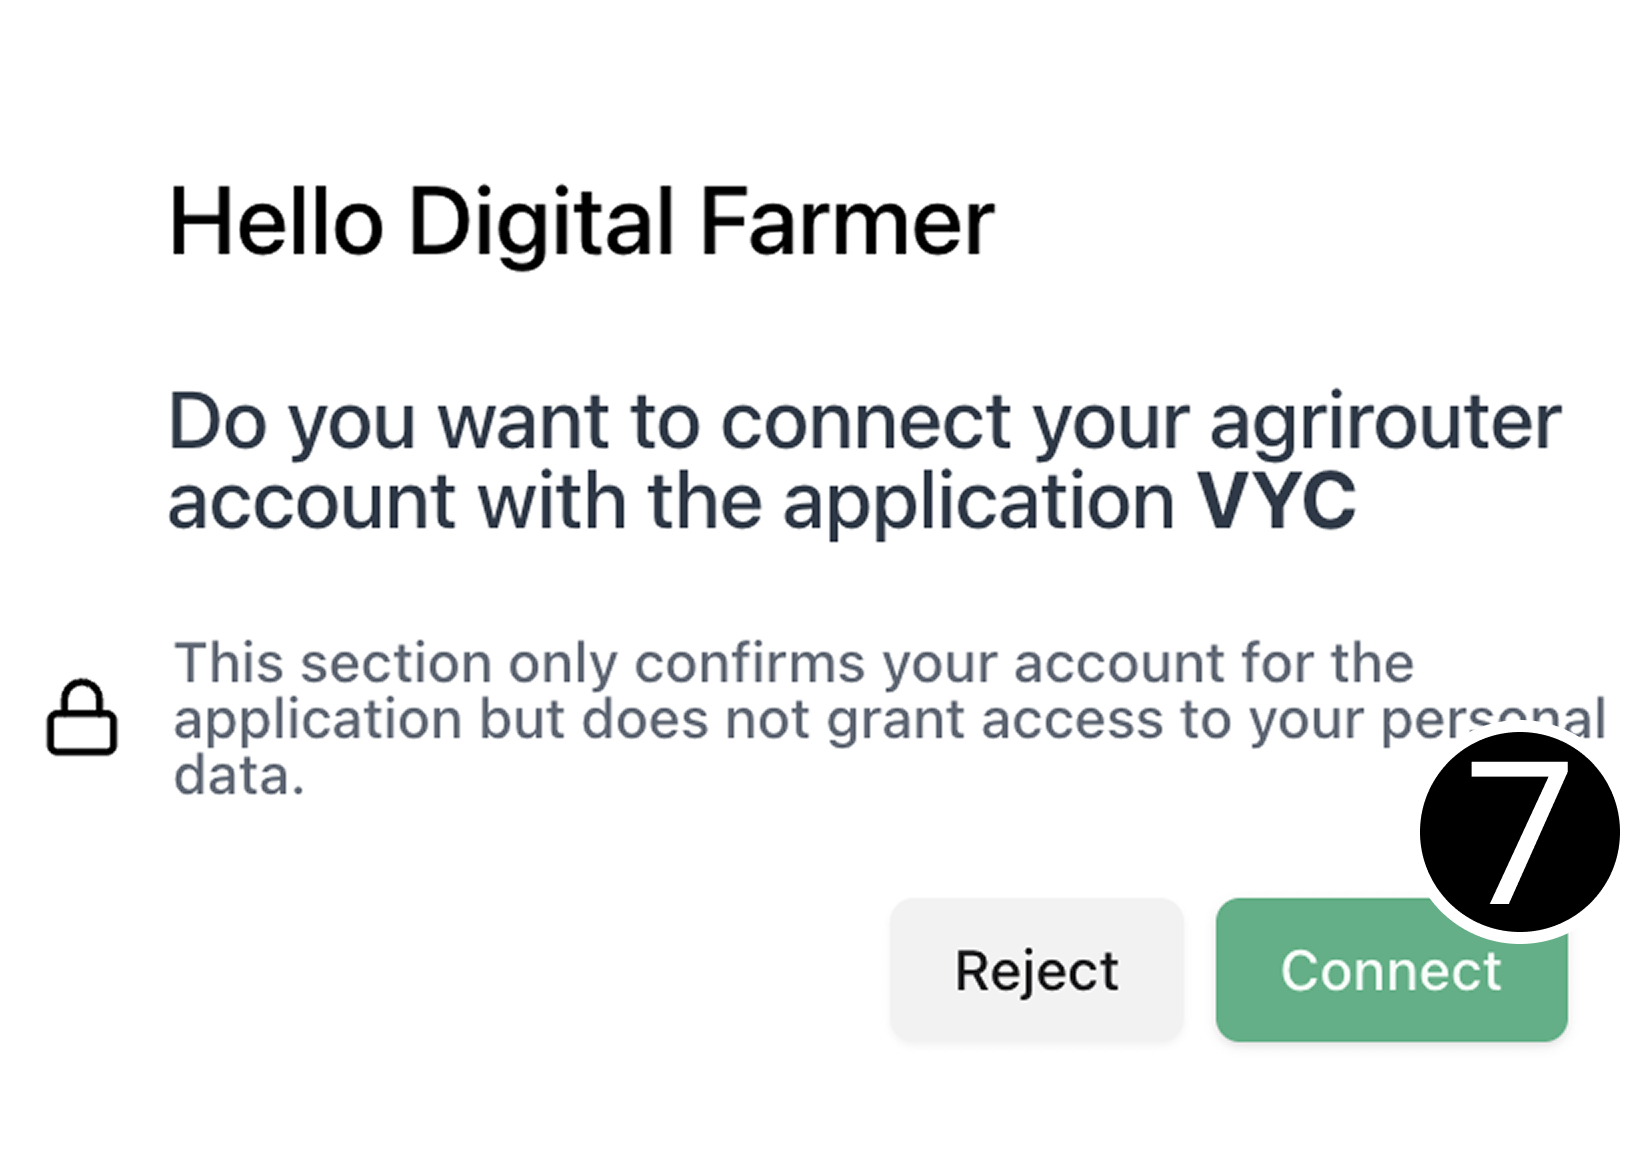 Hello Digital Farmer
Do you want to connect your agrirouter
account with the application VYC
This section only confirms your account for the
application but does not grant access to your personal
data.
7
Reject
Connect